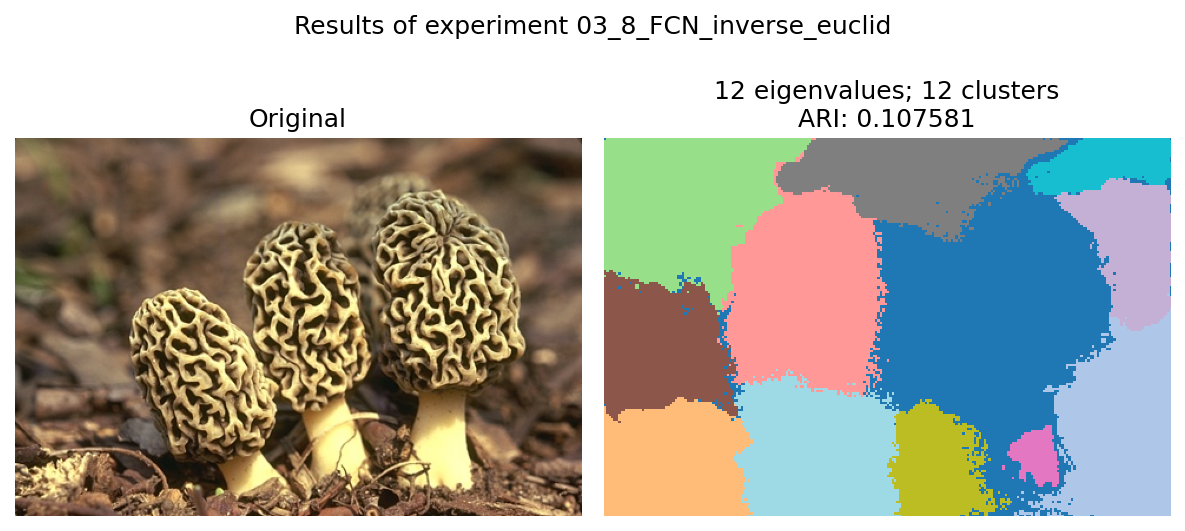 Results of experiment 03_8_FCN_inverse_euclid
Original
12 eigenvalues; 12 clusters
ARI: 0.107581